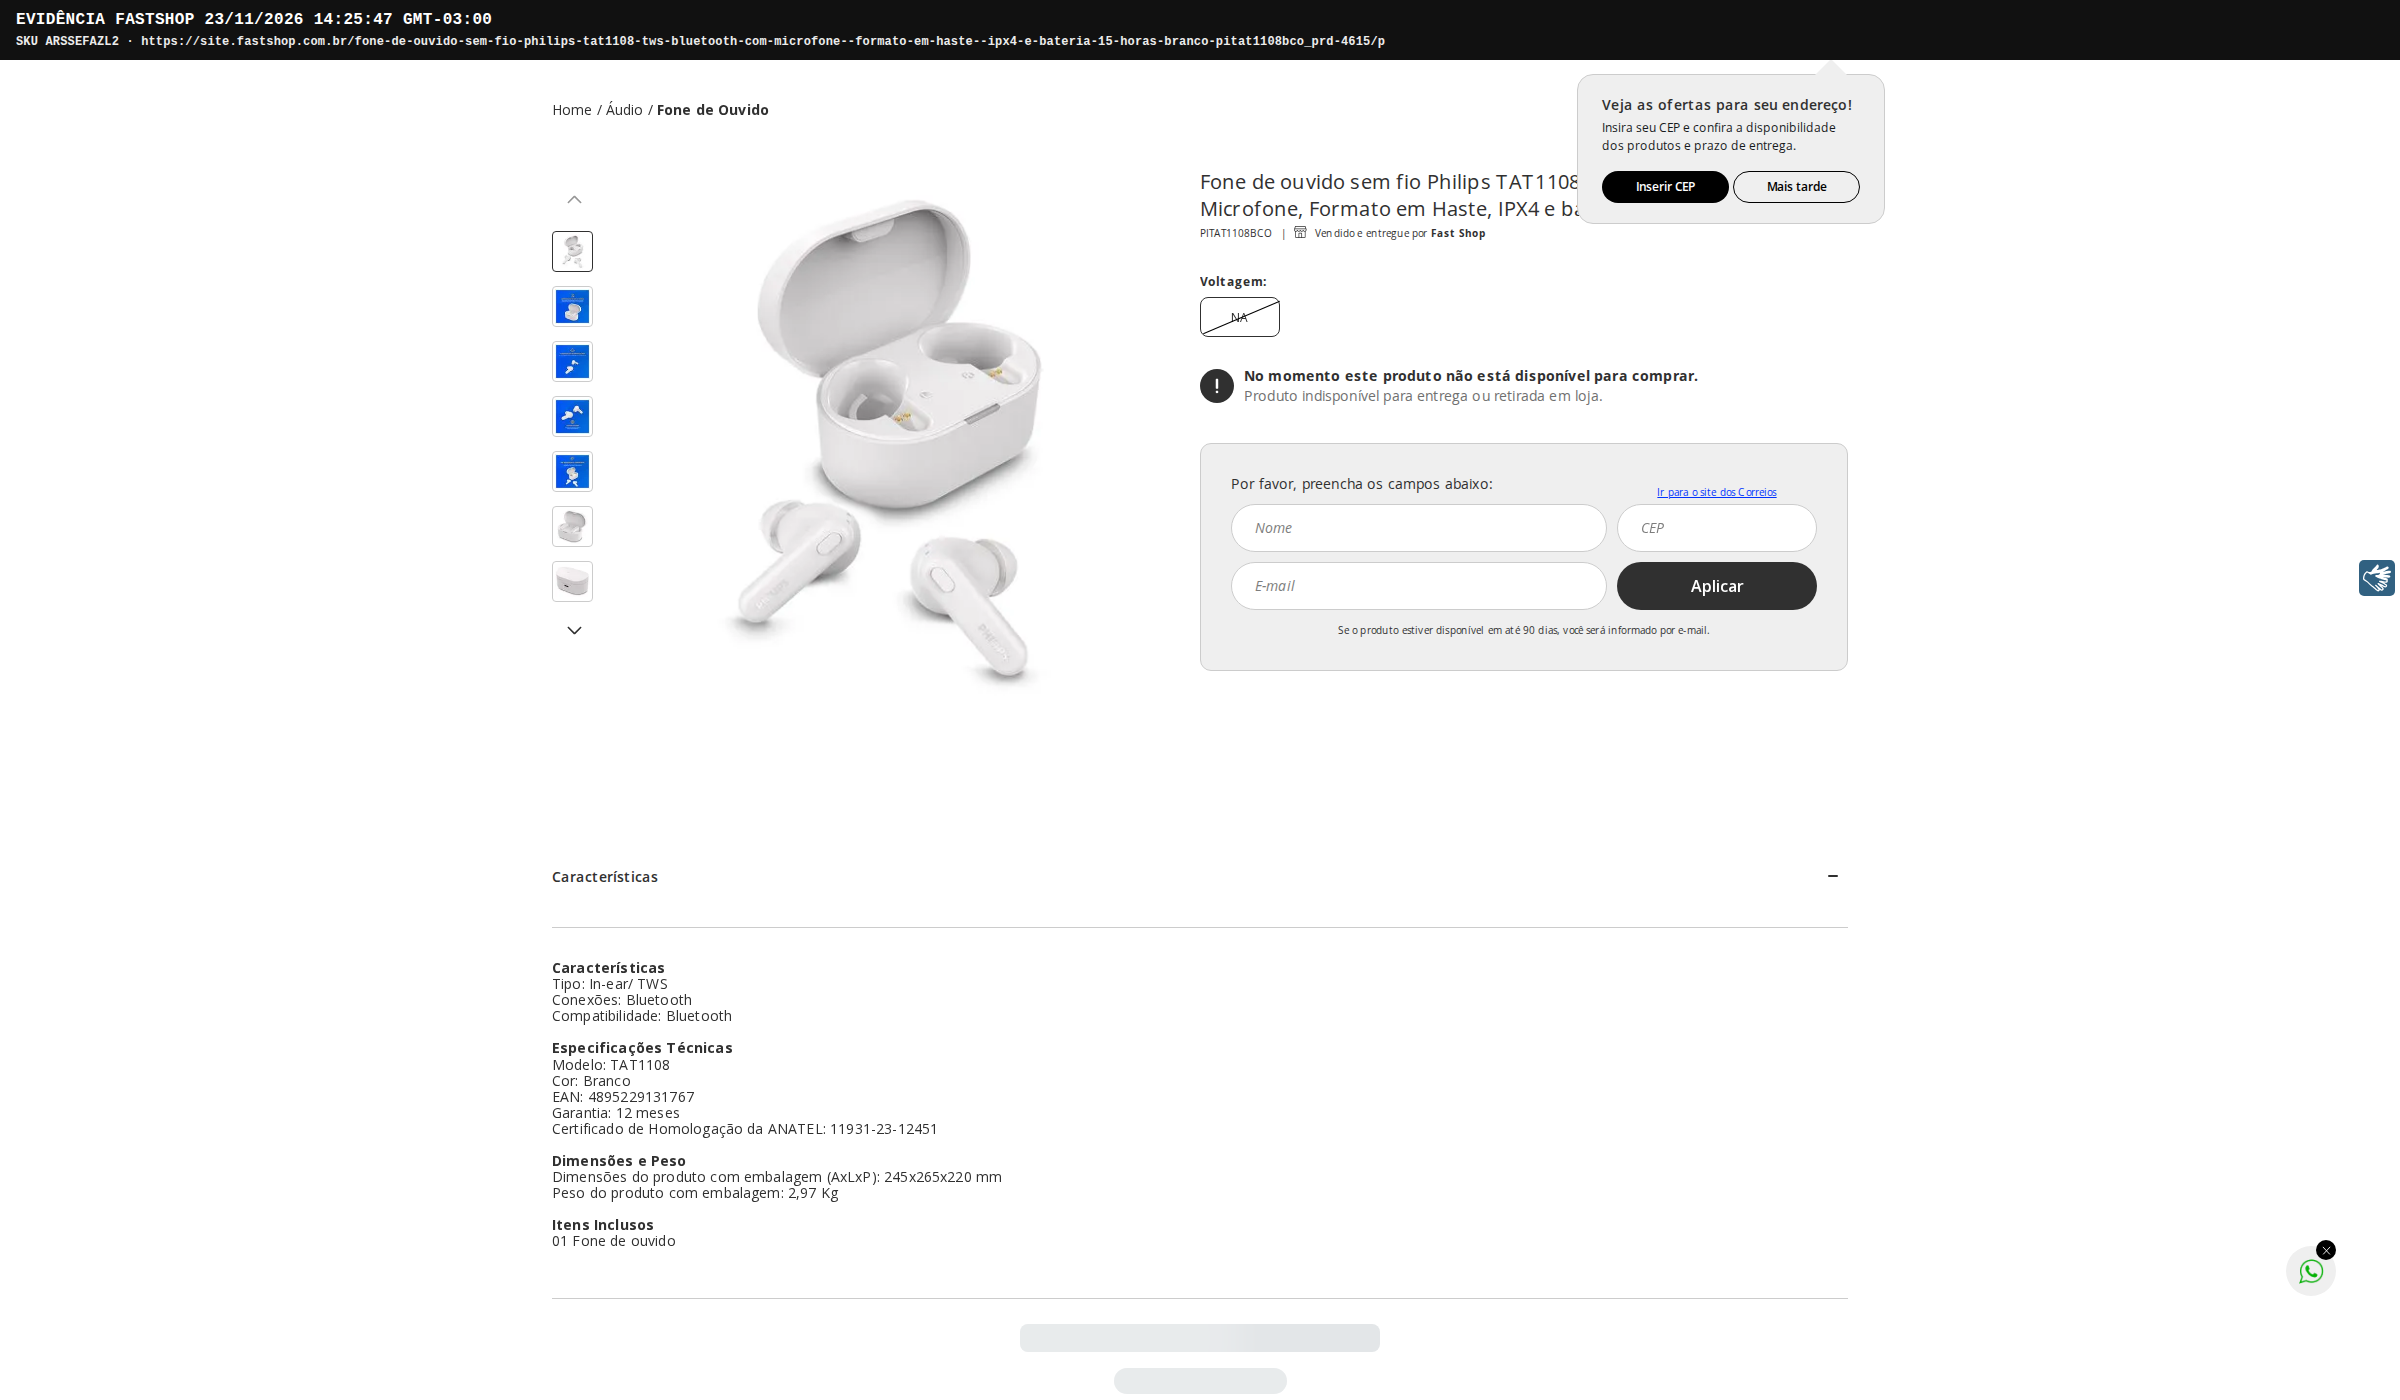 EVIDÊNCIA FASTSHOP 23/11/2026 14:25:47 GMT-03:00
SKU ARSSEFAZL2 · https://site.fastshop.com.br/fone-de-ouvido-sem-fio-philips-tat1108-tws-bluetooth-com-microfone--formato-em-haste--ipx4-e-bateria-15-horas-branco-pitat1108bco_prd-4615/p
Home / Áudio / Fone de Ouvido
Veja as ofertas para seu endereço!
Insira seu CEP e confira a disponibilidade
dos produtos e prazo de entrega.
Inserir CEP
Mais tarde
Fone de ouvido sem fio Philips TAT1108
Microfone, Formato em Haste, IPX4 e
PITAT1108BCO | Vendido e entregue por Fast Shop
Voltagem:
NA
No momento este produto não está disponível para comprar.
Produto indisponível para entrega ou retirada em loja.
Por favor, preencha os campos abaixo:
Ir para o site dos Correios
Nome
CEP
E-mail
Aplicar
Se o produto estiver disponível em até 90 dias, você será informado por e-mail.
PHILIPS
Características
Características
Tipo: In-ear/ TWS
Conexões: Bluetooth
Compatibilidade: Bluetooth
Especificações Técnicas
Modelo: TAT1108
Cor: Branco
EAN: 4895229131767
Garantia: 12 meses
Certificado de Homologação da ANATEL: 11931-23-12451
Dimensões e Peso
Dimensões do produto com embalagem (AxLxP): 245x265x220 mm
Peso do produto com embalagem: 2,97 Kg
Itens Inclusos
01 Fone de ouvido